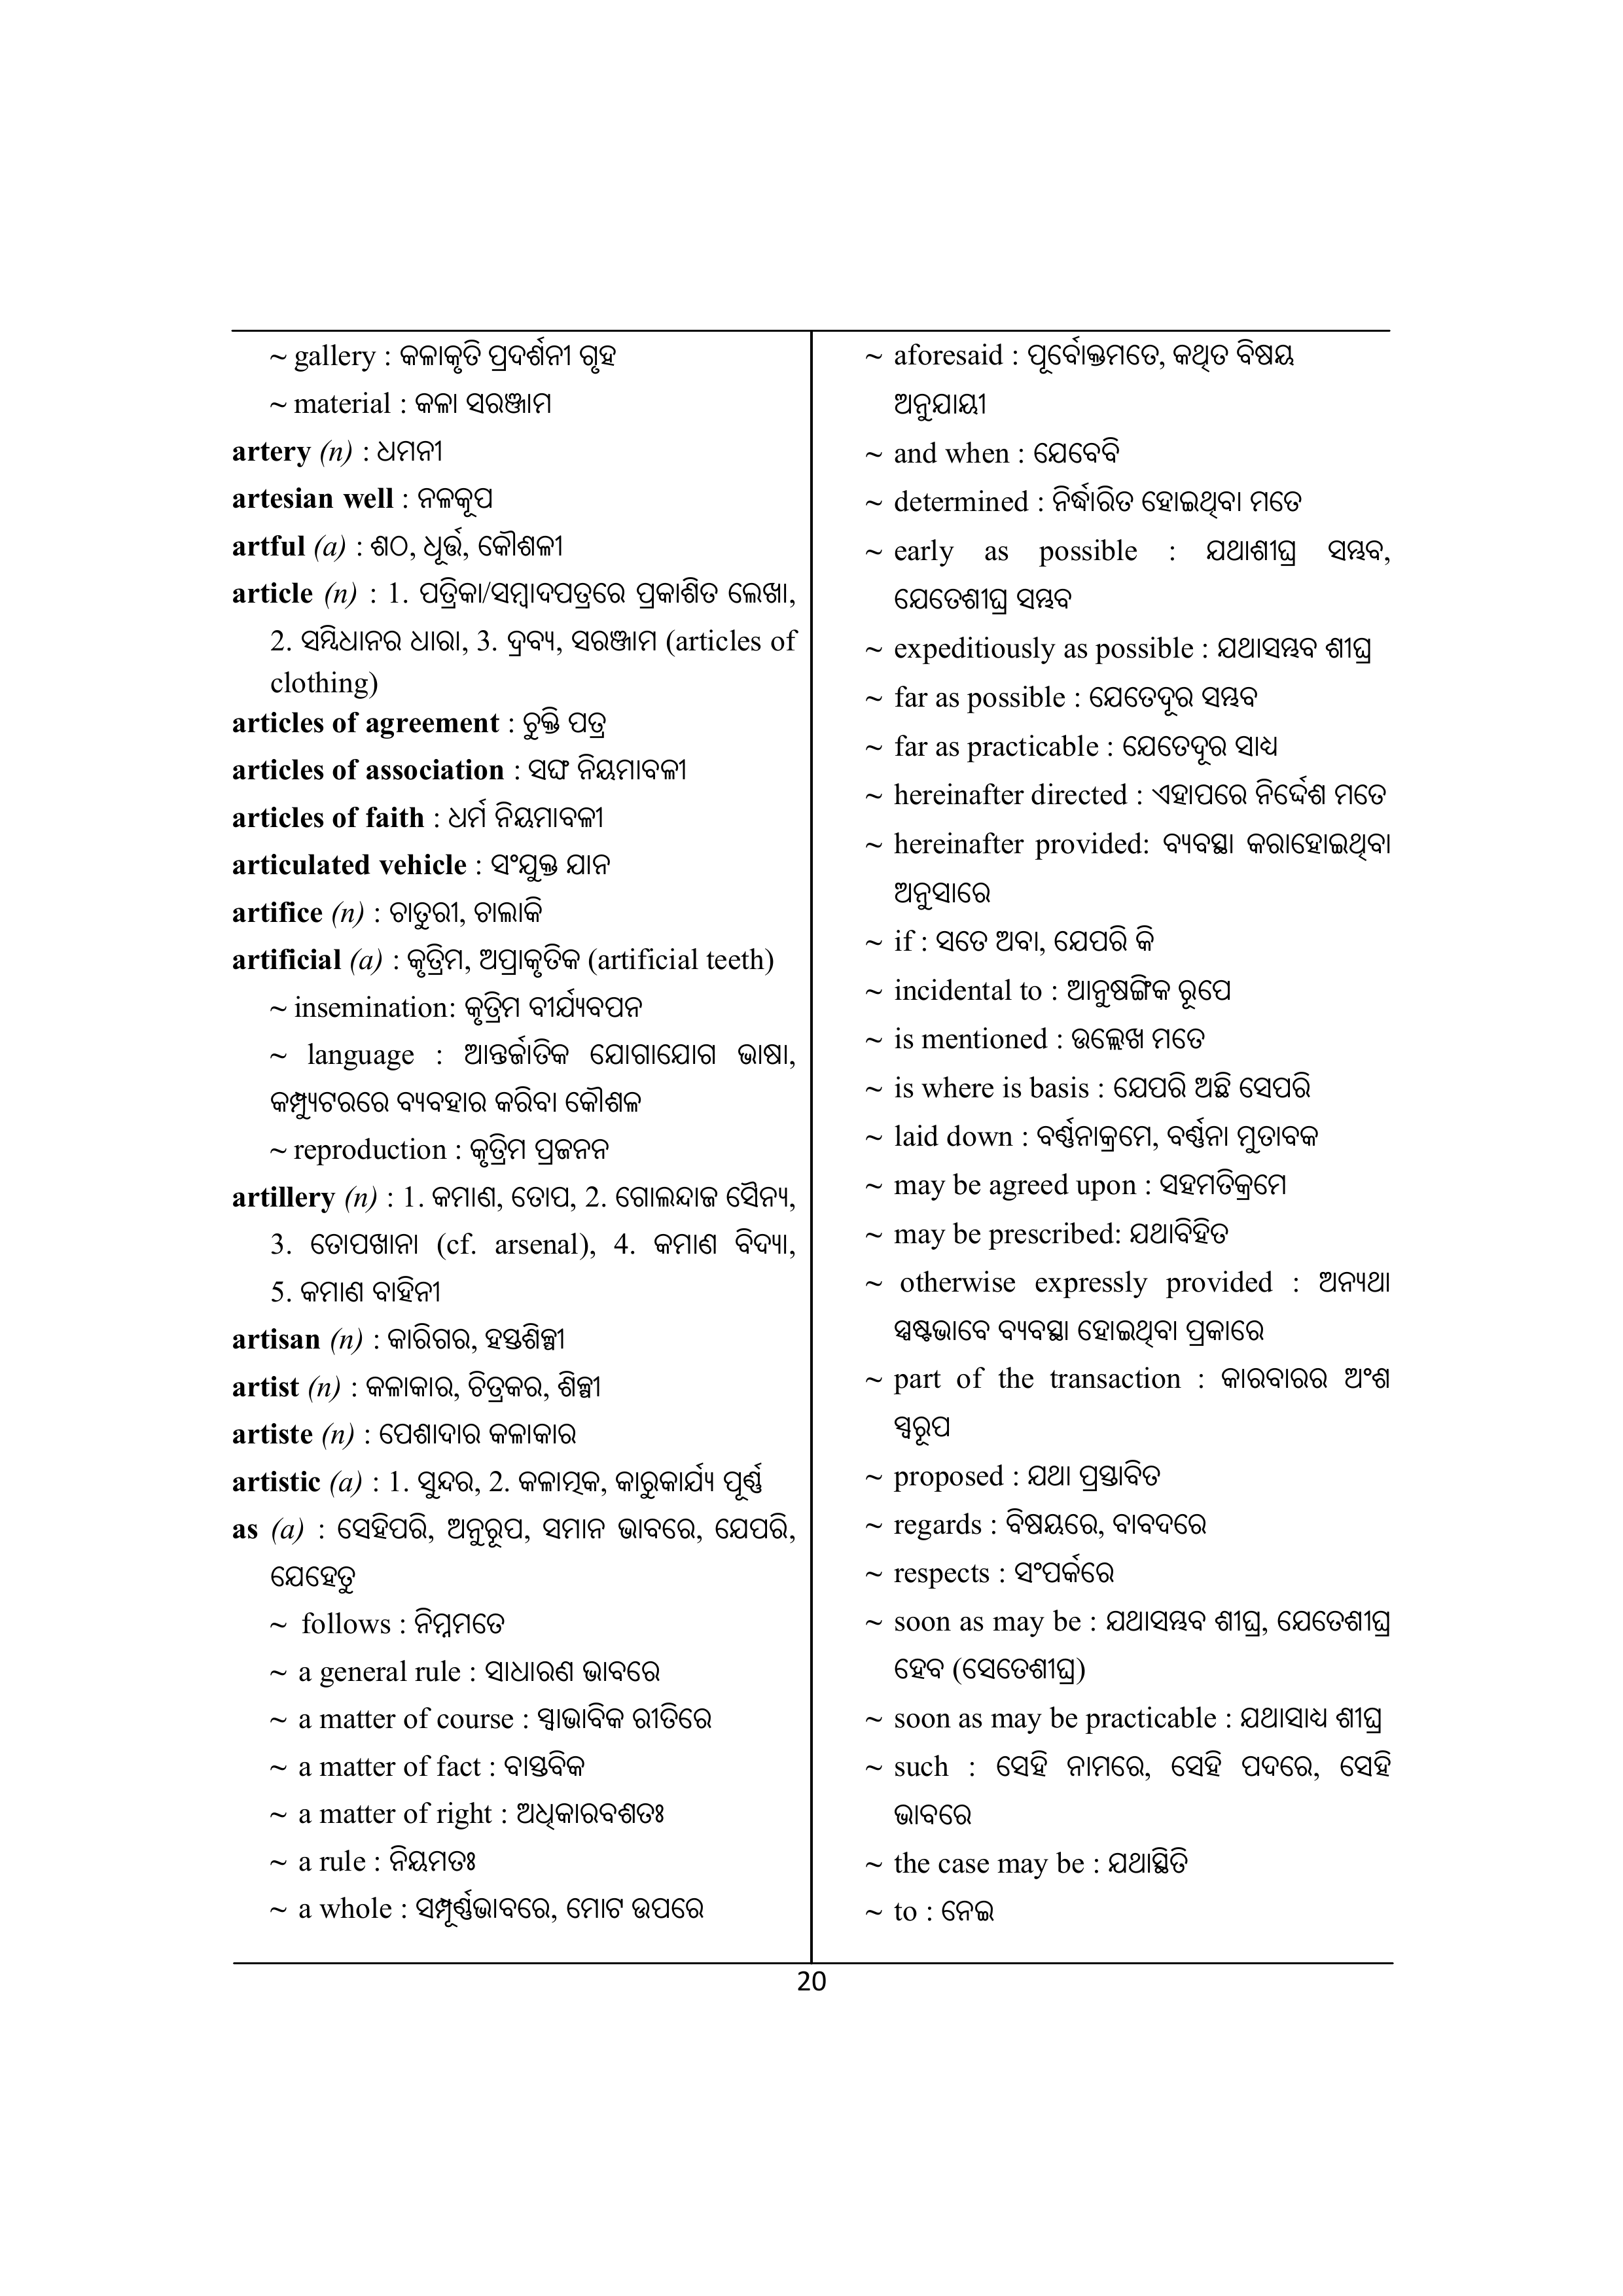 ~ gallery : କଳାକୃତି ପ୍ରଦର୍ଶନୀ ଗୃହ
~ material : କଳା ସରଞ୍ଜାମ
artery (n) : ଧମନୀ
artesian well : ନଳକୂପ
artful (a) : ଶଠ, ଧୂର୍ତ୍ତ, କୌଶଳୀ
article (n) : 1. ପତ୍ରିକା/ସମ୍ବାଦପତ୍ରରେ ପ୍ରକାଶିତ ଲେଖା,
2. ସମ୍ବିଧାନର ଧାରା, 3. ଦ୍ରବ୍ୟ, ସରଞ୍ଜାମ (articles of
clothing)
articles of agreement : ଚୁକ୍ତି ପତ୍ର
articles of association : ସଙ୍ଘ ନିୟମାବଳୀ
articles of faith : ଧର୍ମ ନିୟମାବଳୀ
articulated vehicle : ସଂଯୁକ୍ତ ଯାନ
artifice (n) : ଚାତୁରୀ, ଚାଲାକି
artificial (a) : କୃତ୍ରିମ, ଅପ୍ରାକୃତିକ (artificial teeth)
~ insemination: କୃତ୍ରିମ ବୀର୍ଯ୍ୟବପନ
~ language : ଆନ୍ତର୍ଜାତିକ ଯୋଗାଯୋଗ ଭାଷା,
କମ୍ପ୍ୟୁଟରରେ ବ୍ୟବହାର କରିବା କୌଶଳ
~ reproduction : କୃତ୍ରିମ ପ୍ରଜନନ
artillery (n) : 1. କମାଣ, ତୋପ, 2. ଗୋଲନ୍ଦାଜ ସୈନ୍ୟ,
3. ତୋପଖାନା (cf. arsenal), 4. କମାଣ ବିଦ୍ୟା,
5. କମାଣ ବାହିନୀ
artisan (n) : କାରିଗର, ହସ୍ତଶିଳ୍ପୀ
artist (n) : କଳାକାର, ଚିତ୍ରକର, ଶିଳ୍ପୀ
artiste (n) : ପେଶାଦାର କଳାକାର
artistic (a) : 1. ସୁନ୍ଦର, 2. କଳାତ୍ମକ, କାରୁକାର୍ଯ୍ୟ ପୂର୍ଣ୍ଣ
as (a) : ସେହିପରି, ଅନୁରୂପ, ସମାନ ଭାବରେ, ଯେପରି,
ଯେହେତୁ
~ follows : ନିମ୍ନମତେ
~ a general rule : ସାଧାରଣ ଭାବରେ
~ a matter of course : ସ୍ୱାଭାବିକ ରୀତିରେ
~ a matter of fact : ବାସ୍ତବିକ
~ a matter of right : ଅଧିକାରବଶତଃ
~ a rule : ନିୟମତଃ
~ a whole : ସମ୍ପୂର୍ଣ୍ଣଭାବରେ, ମୋଟ ଉପରେ
~ aforesaid : ପୂର୍ବୋକ୍ତମତେ, କଥିତ ବିଷୟ
ଅନୁଯାୟୀ
~ and when : ଯେବେବି
~ determined : ନିର୍ଦ୍ଧାରିତ ହୋଇଥିବା ମତେ
~ early as possible : ଯଥାଶୀଘ୍ର ସମ୍ଭବ,
ଯେତେଶୀଘ୍ର ସମ୍ଭବ
~ expeditiously as possible : ଯଥାସମ୍ଭବ ଶୀଘ୍ର
~ far as possible : ଯେତେଦୂର ସମ୍ଭବ
~ far as practicable : ଯେତେଦୂର ସାଧ
~ hereinafter directed : ଏହାପରେ ନିର୍ଦ୍ଦେଶ ମତେ
~ hereinafter provided: ବ୍ୟବସ୍ଥା କରାହୋଇଥିବା
ଅନୁସାରେ
~ if : ସତେ ଅବା, ଯେପରି କି
~ incidental to : ଆନୁଷଙ୍ଗିକ ରୂପେ
~ is mentioned : ଉଲ୍ଲେଖ ମତେ
~ is where is basis : ଯେପରି ଅଛି ସେପରି
~ laid down : ବର୍ଣ୍ଣନାକ୍ରମେ, ବର୍ଣ୍ଣନା ମୁତାବକ
~ may be agreed upon : ସହମତିକ୍ରମେ
~ may be prescribed: ଯଥାବିହିତ
~ otherwise expressly provided : ଅନ୍ୟଥା
ସ୍ପଷ୍ଟଭାବେ ବ୍ୟବସ୍ଥା ହୋଇଥିବା ପ୍ରକାରେ
~ part of the transaction : କାରବାରର ଅଂଶ
ସ୍ୱରୂପ
~ proposed : ଯଥା ପ୍ରସ୍ତାବିତ
~ regards : ବିଷୟରେ, ବାବଦରେ
~ respects : ସଂପର୍କରେ
~ soon as may be : ଯଥାସମ୍ଭବ ଶୀଘ୍ର, ଯେତେଶୀଘ୍ର
ହେବ (ସେତେଶୀଘ୍ର)
~ soon as may be practicable : ଯଥାସାଧ ଶୀଘ୍ର
~ such : ସେହି ନାମରେ, ସେହି ପଦରେ, ସେହି
ଭାବରେ
~ the case may be : ଯଥାସ୍ଥିତି
~ to : ନେଇ
20